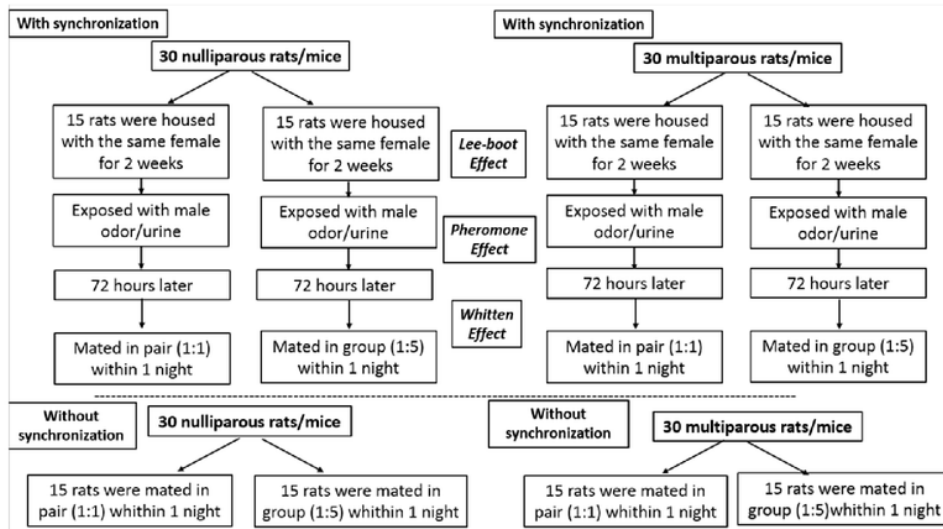 With synchronization
30 nulliparous rats/mice
15 rats were housed
with the same female
for 2 weeks
Exposed with male
odor/urine
72 hours later
Mated in pair (1:1)
within 1 night
15 rats were housed
with the same female
for 2 weeks
Exposed with male
odor/urine
72 hours later
Mated in group (1:5)
within 1 night
Lee-boot
Effect
Pheromone
Effect
Whitten
Effect
With synchronization
30 multiparous rats/mice
15 rats were housed
with the same female
for 2 weeks
Exposed with male
odor/urine
72 hours later
Mated in pair (1:1)
within 1 night
15 rats were housed
with the same female
for 2 weeks
Exposed with male
odor/urine
72 hours later
Mated in group (1:5)
within 1 night
Without
synchronization
30 nulliparous rats/mice
15 rats were mated in
pair (1:1) whithin 1 night
15 rats were mated in
group (1:5) whithin 1 night
Without
synchronization
30 multiparous rats/mice
15 rats were mated in
pair (1:1) whithin 1 night
15 rats were mated in
group (1:5)whithin 1 night